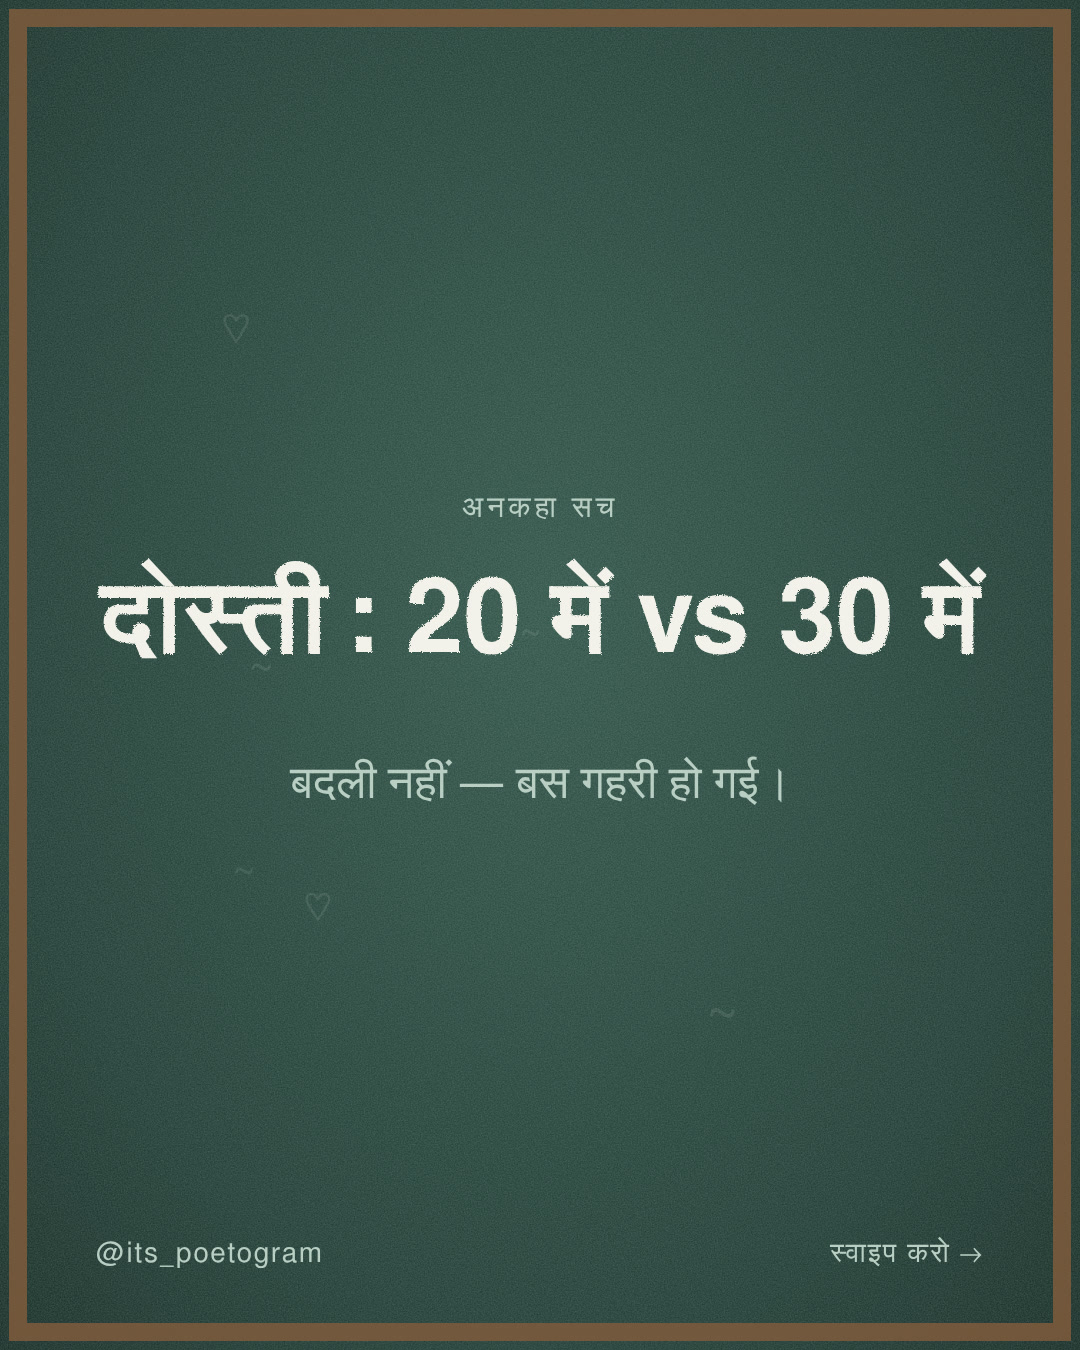 अनकहा सच
दोस्ती : 20 में vs 30 में
बदली नहीं — बस गहरी हो गई।
@its_poetogram
स्वाइप करो →